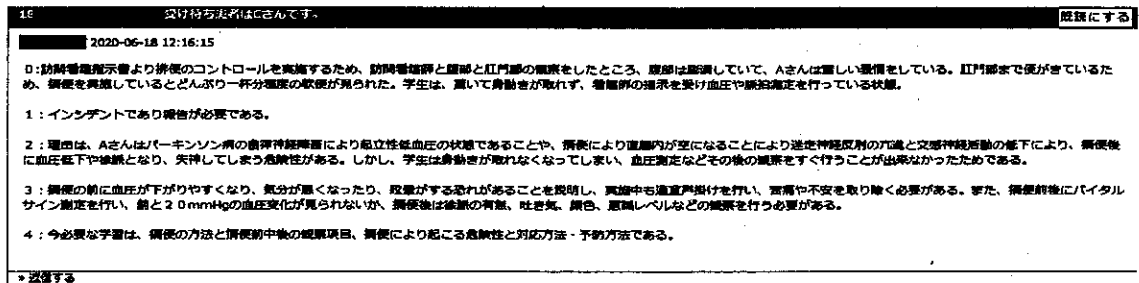 18 受け持ち患者はCさんです。 既読にする
2020-06-18 12:16:15
0:訪問看護指示書より排便のコントロールを実施するため、訪問看護師と腹部と肛門部の観察をしたところ、腹部は膨満していて、Aさんは苦しい表情をしている。肛門部まで便がきているた
め、摘便を実施しているとどんぶり一杯分程度の軟便が見られた。学生は、驚いて身動きが取れず、看護師の指示を受け血圧や脈拍測定を行っている状態。
1:インシデントであり報告が必要である。
2:理由は、Aさんはパーキンソン病の自律神経障害により起立性低血圧の状態であることや、摘便により直腸内が空になることにより迷走神経反射の亢進と交感神経活動の低下により、摘便後
に血圧低下や徐脈となり、失神してしまう危険性がある。しかし、学生は身動きが取れなくなってしまい、血圧測定などその後の観察をすぐ行うことが出来なかったためである。
3:摘便の前に血圧が下がりやすくなり、気分が悪くなったり、眩暈がする恐れがあることを説明し、実施中も適宜声掛けを行い、苦痛や不安を取り除く必要がある。また、摘便前後にバイタル
サイン測定を行い、前と20mmHgの血圧変化が見られないか、摘便後は徐脈の有無、吐き気、顔色、意識レベルなどの観察を行う必要がある。
4:今必要な学習は、摘便の方法と摘便前中後の観察項目、摘便により起こる危険性と対応方法・予防方法である。
» 返信する